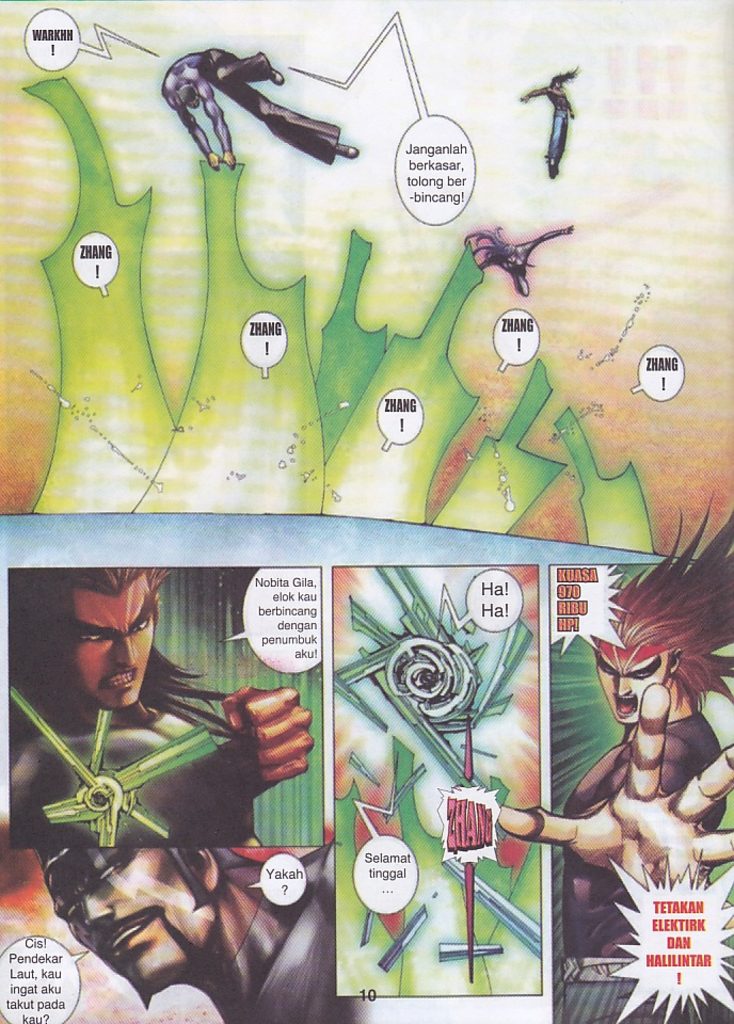 WARKHH
!
Janganlah
berkasar,
tolong ber
-bincang!
ZHANG
!
ZHANG
!
ZHANG
!
ZHANG
!
ZHANG
!
Nobita Gila,
elok kau
berbincang
dengan
penumbuk
aku!
Yakah
?
Cis!
Pendekar
Laut, kau
ingat aku
takut pada
kau?
Ha!
Ha!
ZHANG
Selamat
tinggal
...
KUASA
970
RIBU
HP!
TETAKAN
ELEKTIRK
DAN
HALILINTAR
!
10